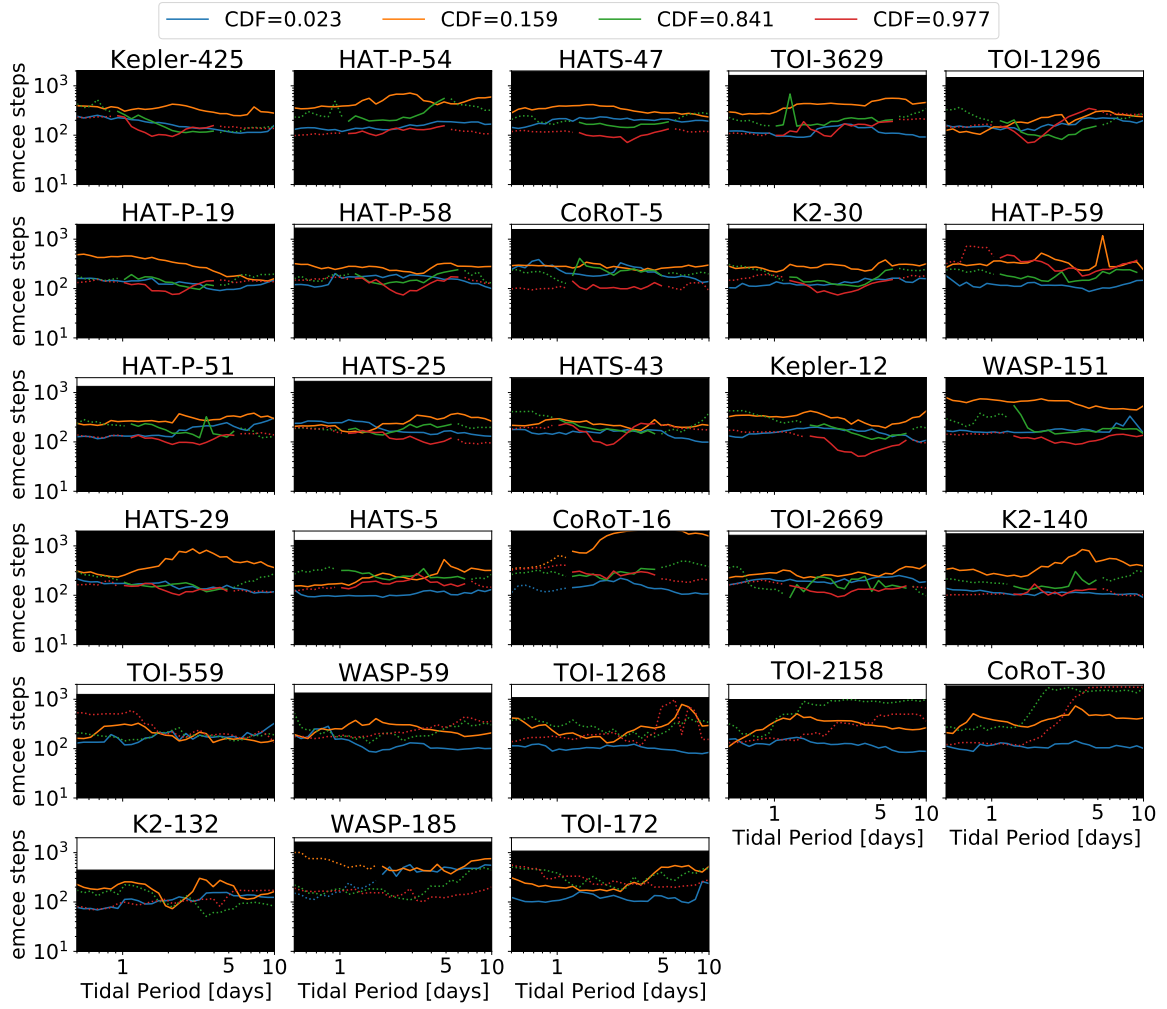 CDF=0.023 CDF=0.159 CDF=0.841 CDF=0.977
Kepler-425 HAT-P-54 HATS-47 TOI-3629 TOI-1296
emcee steps
10³
10²
10¹
HAT-P-19 HAT-P-58 CoRoT-5 K2-30 HAT-P-59
emcee steps
10³
10²
10¹
HAT-P-51 HATS-25 HATS-43 Kepler-12 WASP-151
emcee steps
10³
10²
10¹
HATS-29 HATS-5 CoRoT-16 TOI-2669 K2-140
emcee steps
10³
10²
10¹
TOI-559 WASP-59 TOI-1268 TOI-2158 CoRoT-30
emcee steps
10³
10²
10¹
1 5 10 1 5 10
Tidal Period [days] Tidal Period [days]
K2-132 WASP-185 TOI-172
emcee steps
10³
10²
10¹
1 5 10 1 5 10 1 5 10
Tidal Period [days] Tidal Period [days] Tidal Period [days]